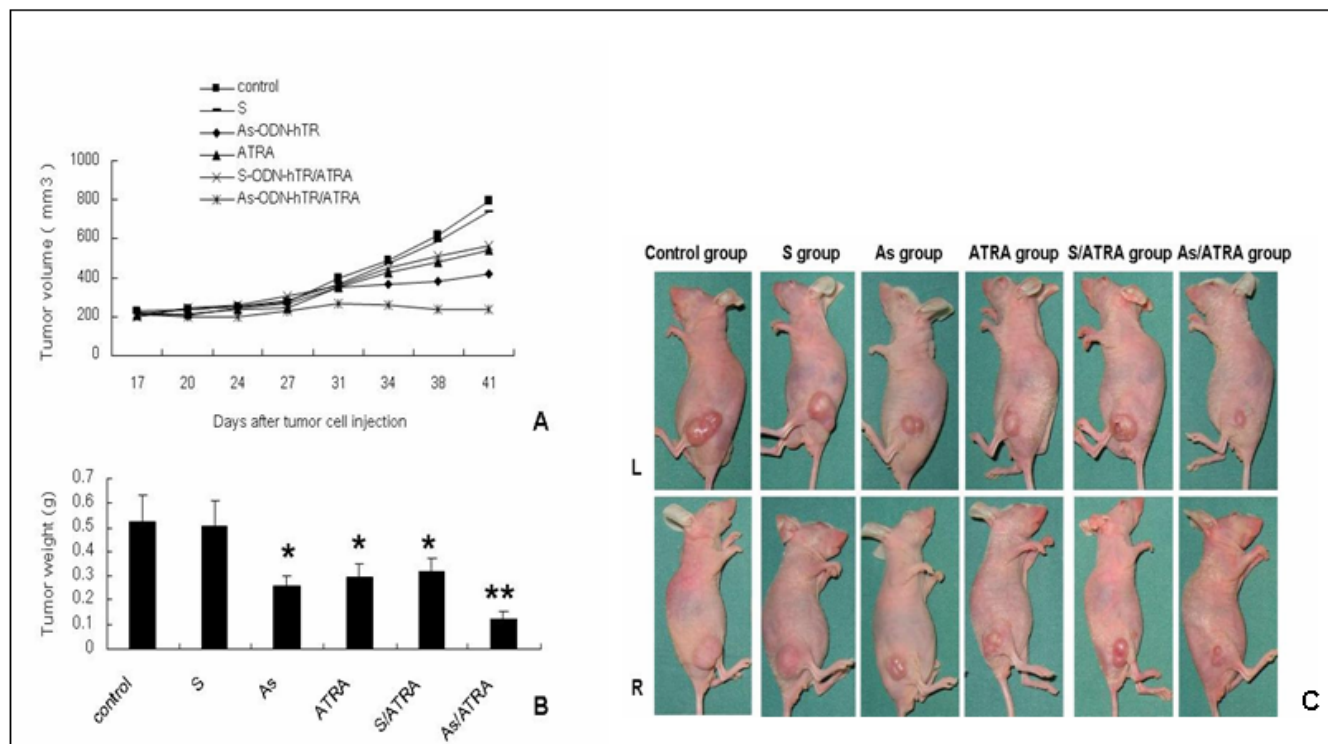 control
S
As-ODN-hTR
ATRA
S-ODN-hTR/ATRA
As-ODN-hTR/ATRA
Tumor volume ( mm3 )
1000
800
600
400
200
0
17 20 24 27 31 34 38 41
Days after tumor cell injection
A
Tumor weight (g)
0.7
0.6
0.5
0.4
0.3
0.2
0.1
0
* * * **
control S As ATRA S/ATRA As/ATRA
B
Control group S group As group ATRA group S/ATRA group As/ATRA group
L
R
C